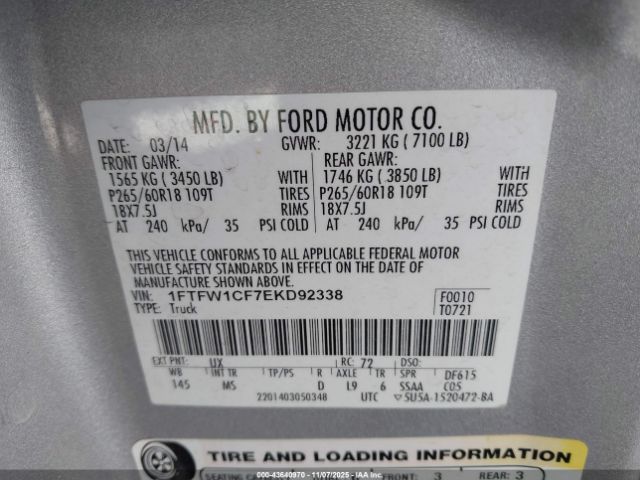 MFD. BY FORD MOTOR CO.
DATE: 03/14 GVWR: 3221 KG ( 7100 LB)
FRONT GAWR: REAR GAWR:
1565 KG ( 3450 LB) WITH 1746 KG ( 3850 LB) WITH
P265/60R18 109T TIRES P265/60R18 109T TIRES
18X7.5J RIMS 18X7.5J RIMS
AT 240 kPa/ 35 PSI COLD AT 240 kPa/ 35 PSI COLD
THIS VEHICLE CONFORMS TO ALL APPLICABLE FEDERAL MOTOR
VEHICLE SAFETY STANDARDS IN EFFECT ON THE DATE OF
MANUFACTURE SHOWN ABOVE.
VIN: 1FTFW1CF7EKD92338 F0010
TYPE: Truck T0721
EXT PNT: UX RC: 72 DSO:
WB INT TR TP/PS R AXLE TR SPR DF615
145 MS D L9 6 SSAA C05
2201403050348 UTC ▽5U5A-1520472-BA
TIRE AND LOADING INFORMATION
SEATING FRONT: 3 REAR: 3
000-43640970 - 11/07/2025 - IAAI.com